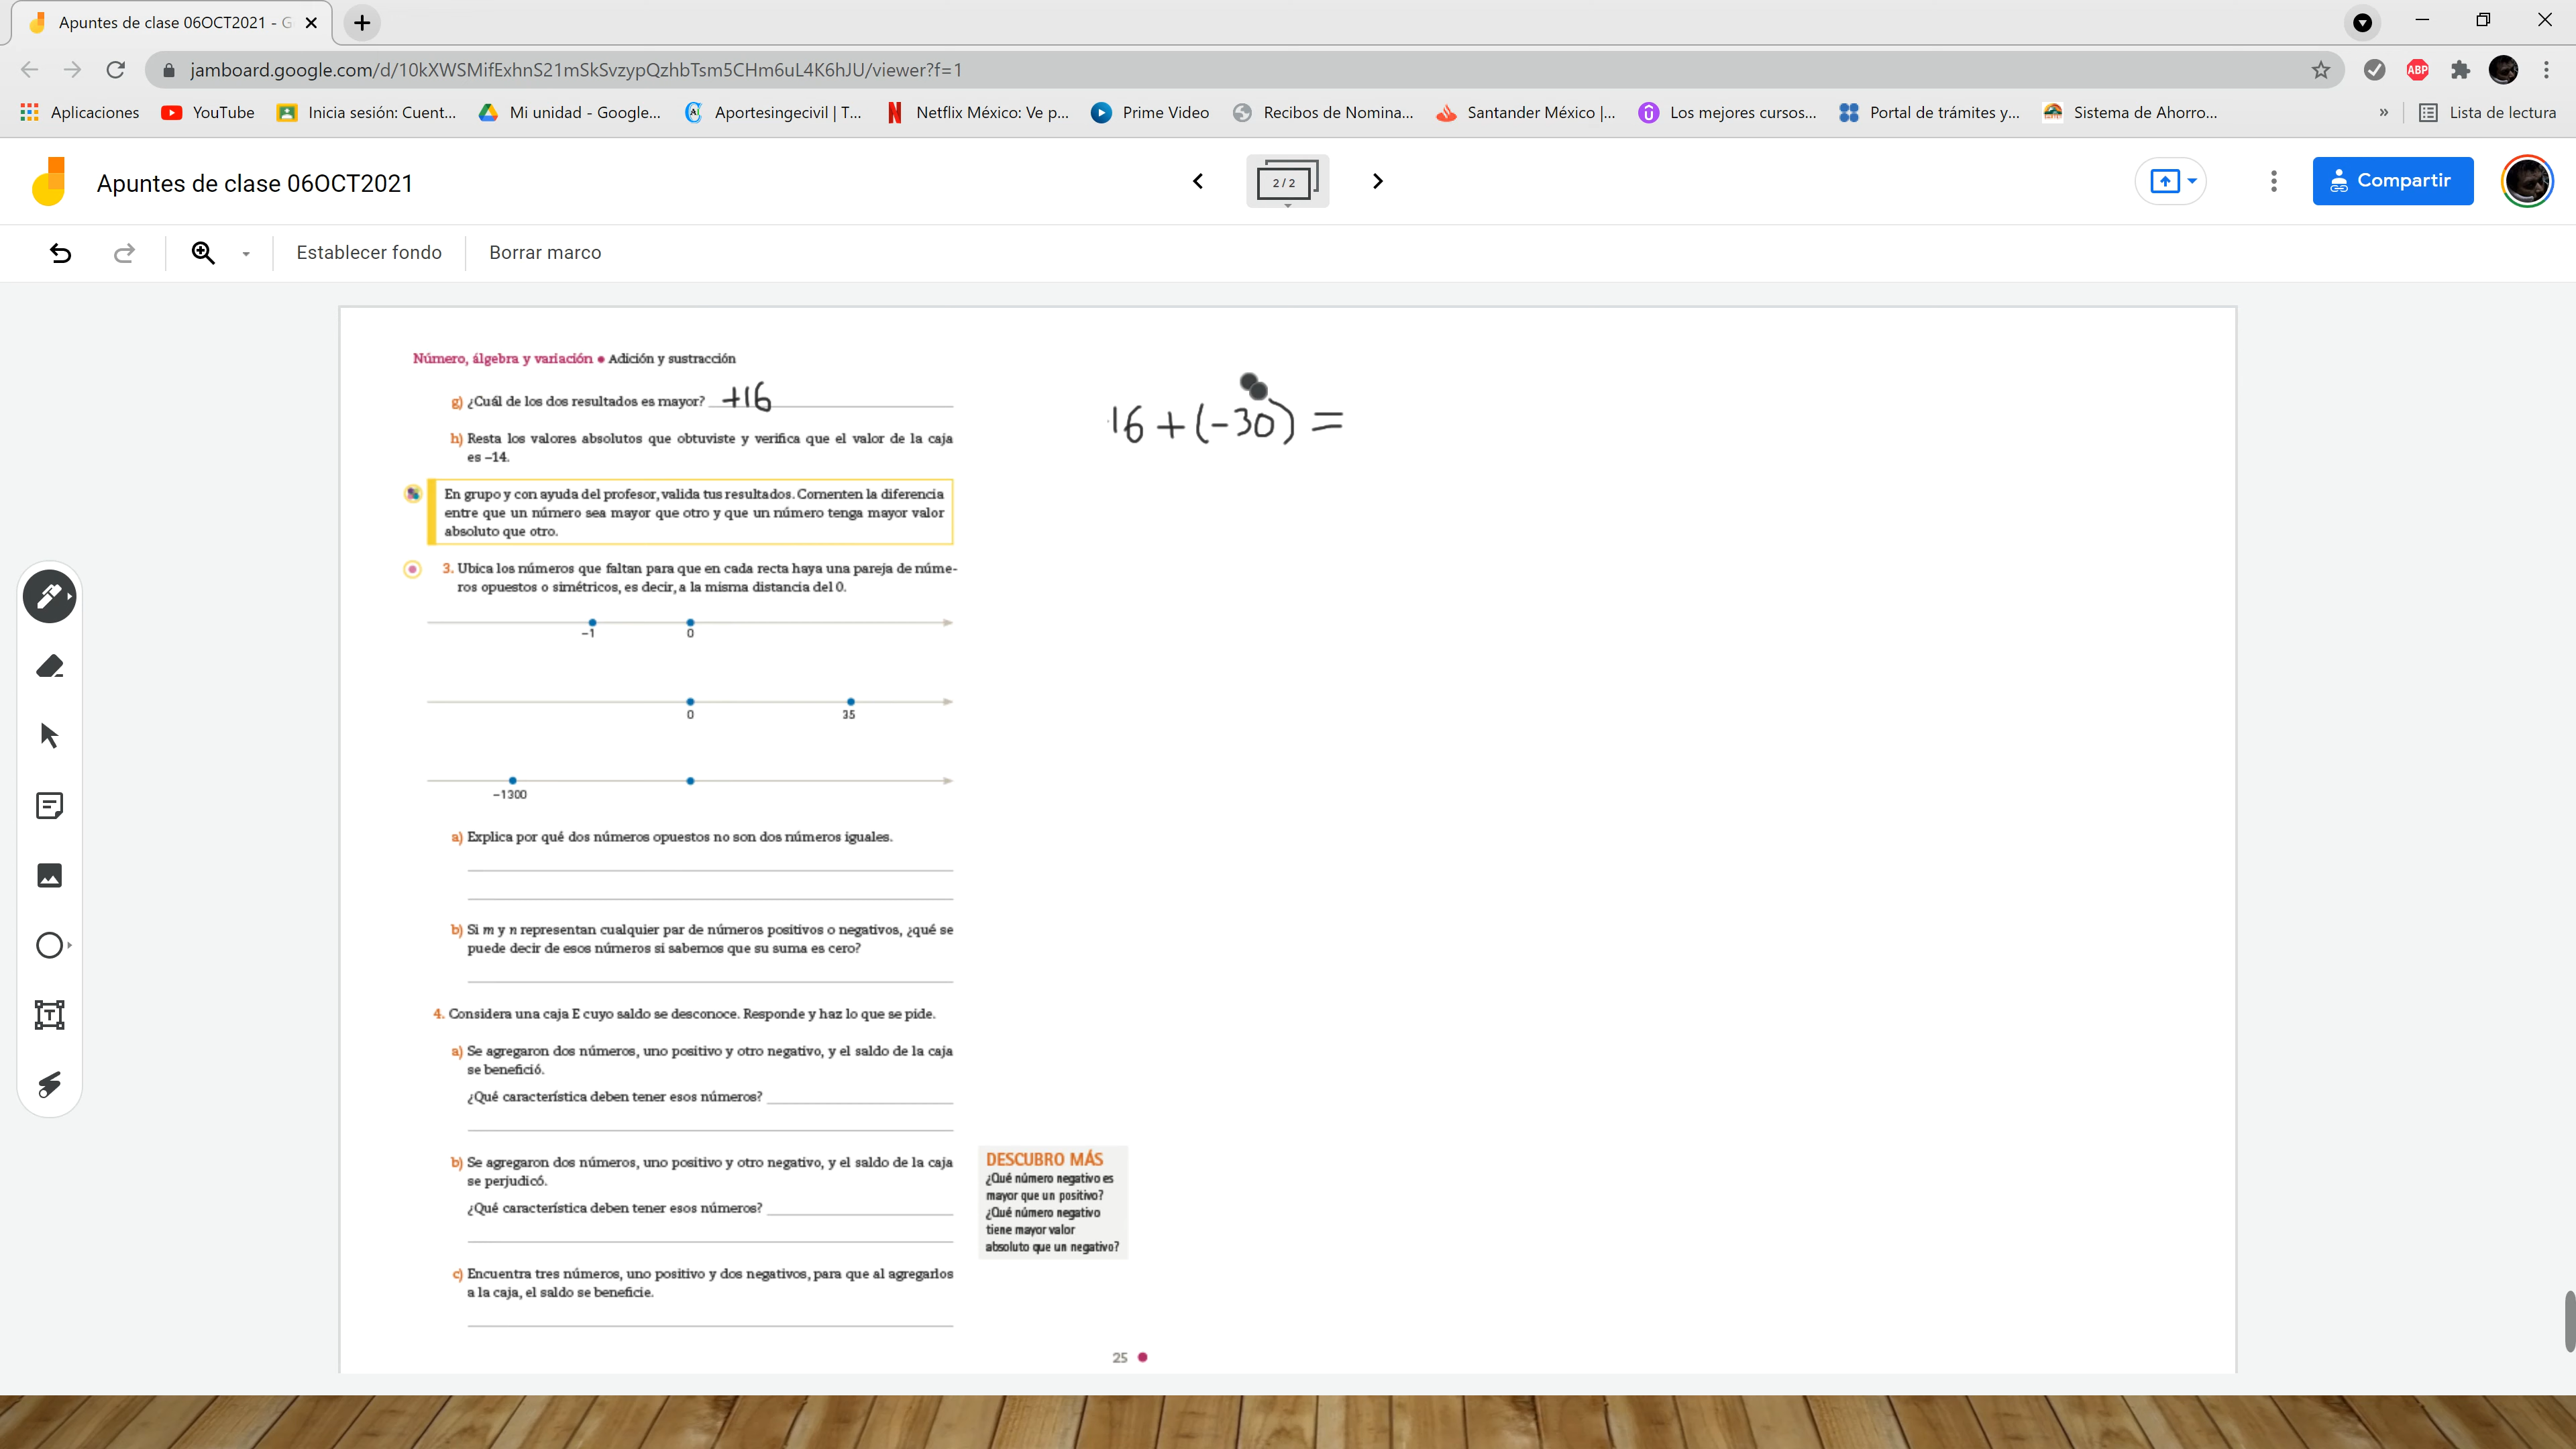 Apuntes de clase 06OCT2021 - G
jamboard.google.com/d/10kXWSMifExhnS21mSkSvzypQzhbTsm5CHm6uL4K6hJU/viewer?f=1
ABP
Aplicaciones YouTube Inicia sesión: Cuent... Mi unidad - Google... Aportesingecivil | T... Netflix México: Ve p... Prime Video Recibos de Nomina... Santander México |... Los mejores cursos... Portal de trámites y... Sistema de Ahorro... » Lista de lectura
Apuntes de clase 06OCT2021
2 / 2
Compartir
Establecer fondo Borrar marco
Número, álgebra y variación • Adición y sustracción
g) ¿Cuál de los dos resultados es mayor? +16
h) Resta los valores absolutos que obtuviste y verifica que el valor de la caja
es –14.
16 + (-30) =
En grupo y con ayuda del profesor, valida tus resultados. Comenten la diferencia
entre que un número sea mayor que otro y que un número tenga mayor valor
absoluto que otro.
3. Ubica los números que faltan para que en cada recta haya una pareja de núme-
ros opuestos o simétricos, es decir, a la misma distancia del 0.
–1 0
0 35
–1300
a) Explica por qué dos números opuestos no son dos números iguales.
b) Si m y n representan cualquier par de números positivos o negativos, ¿qué se
puede decir de esos números si sabemos que su suma es cero?
4. Considera una caja E cuyo saldo se desconoce. Responde y haz lo que se pide.
a) Se agregaron dos números, uno positivo y otro negativo, y el saldo de la caja
se benefició.
¿Qué característica deben tener esos números?
b) Se agregaron dos números, uno positivo y otro negativo, y el saldo de la caja
se perjudicó.
¿Qué característica deben tener esos números?
c) Encuentra tres números, uno positivo y dos negativos, para que al agregarlos
a la caja, el saldo se beneficie.
DESCUBRO MÁS
¿Qué número negativo es
mayor que un positivo?
¿Qué número negativo
tiene mayor valor
absoluto que un negativo?
25